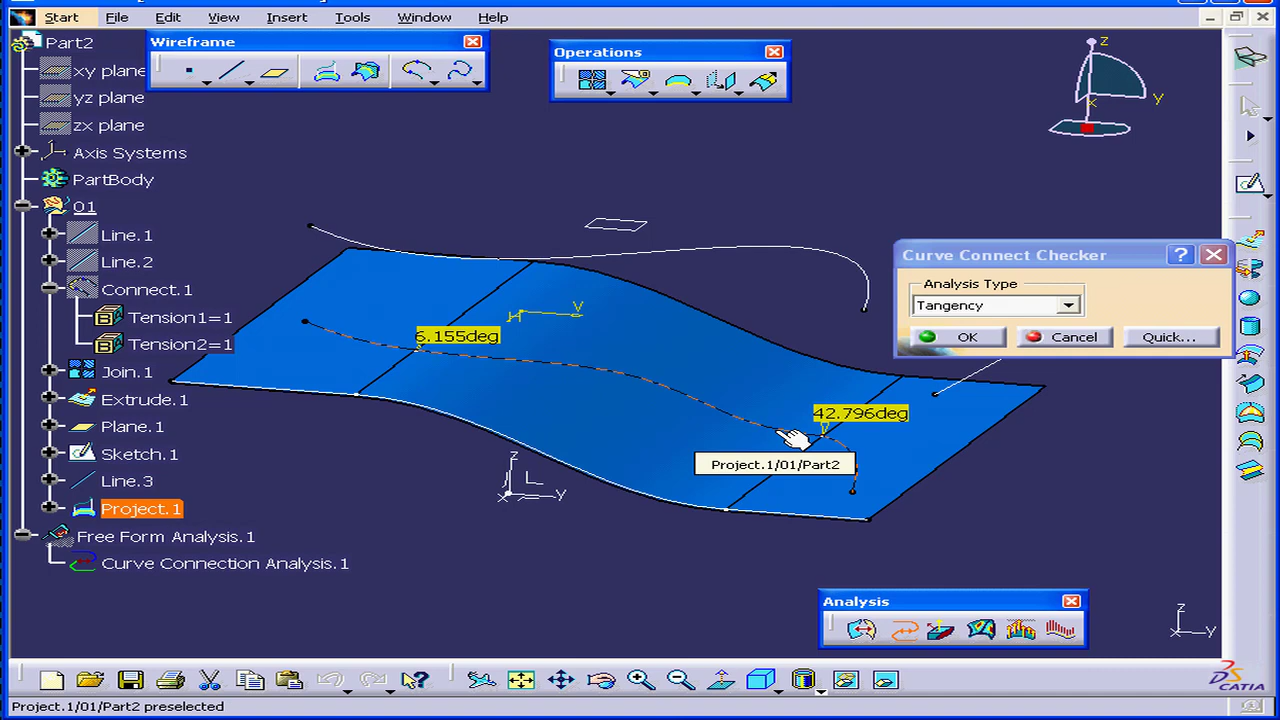 Start File Edit View Insert Tools Window Help
Part2
xy plane
yz plane
zx plane
Axis Systems
PartBody
01
Line.1
Line.2
Connect.1
Tension1=1
Tension2=1
Join.1
Extrude.1
Plane.1
Sketch.1
Line.3
Project.1
Free Form Analysis.1
Curve Connection Analysis.1
Wireframe
Operations
z
y
x
H
V
6.155deg
42.796deg
Project.1/01/Part2
z
x
y
Curve Connect Checker
Analysis Type
Tangency
OK Cancel Quick...
Analysis
z
x
y
CATIA
Project.1/01/Part2 preselected